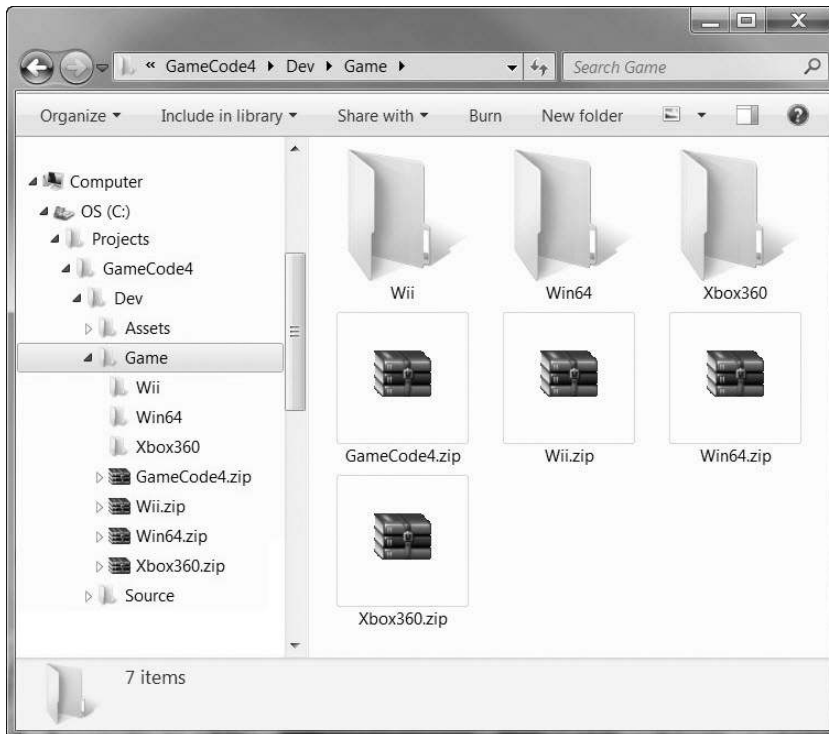 « GameCode4 Dev Game
Search Game
Organize Include in library Share with Burn New folder
Computer
OS (C:)
Projects
GameCode4
Dev
Assets
Game
Wii
Win64
Xbox360
GameCode4.zip
Wii.zip
Win64.zip
Xbox360.zip
Source
Wii Win64 Xbox360
GameCode4.zip Wii.zip Win64.zip
Xbox360.zip
7 items